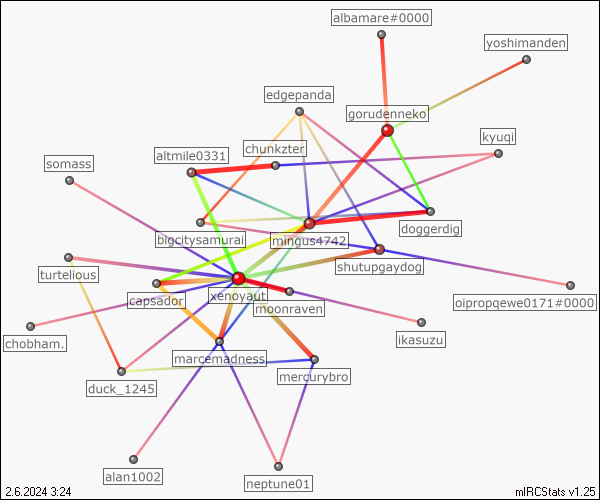 albamare#0000
yoshimanden
edgepanda
gorudenneko
kyuqi
chunkzter
altmile0331
somass
doggerdig
bigcitysamurai
mingus4742
shutupgaydog
turtelious
capsador
xenoyaut
moonraven
oipropqewe0171#0000
chobham.
ikasuzu
marcemadness
mercurybro
duck_1245
alan1002
neptune01
2.6.2024 3:24
mIRCStats v1.25